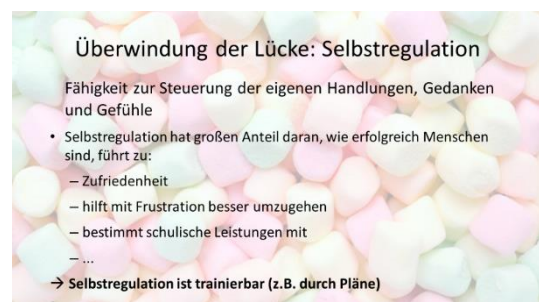 Überwindung der Lücke: Selbstregulation
Fähigkeit zur Steuerung der eigenen Handlungen, Gedanken
und Gefühle
• Selbstregulation hat großen Anteil daran, wie erfolgreich Menschen
sind, führt zu:
– Zufriedenheit
– hilft mit Frustration besser umzugehen
– bestimmt schulische Leistungen mit
– ...
→ Selbstregulation ist trainierbar (z.B. durch Pläne)